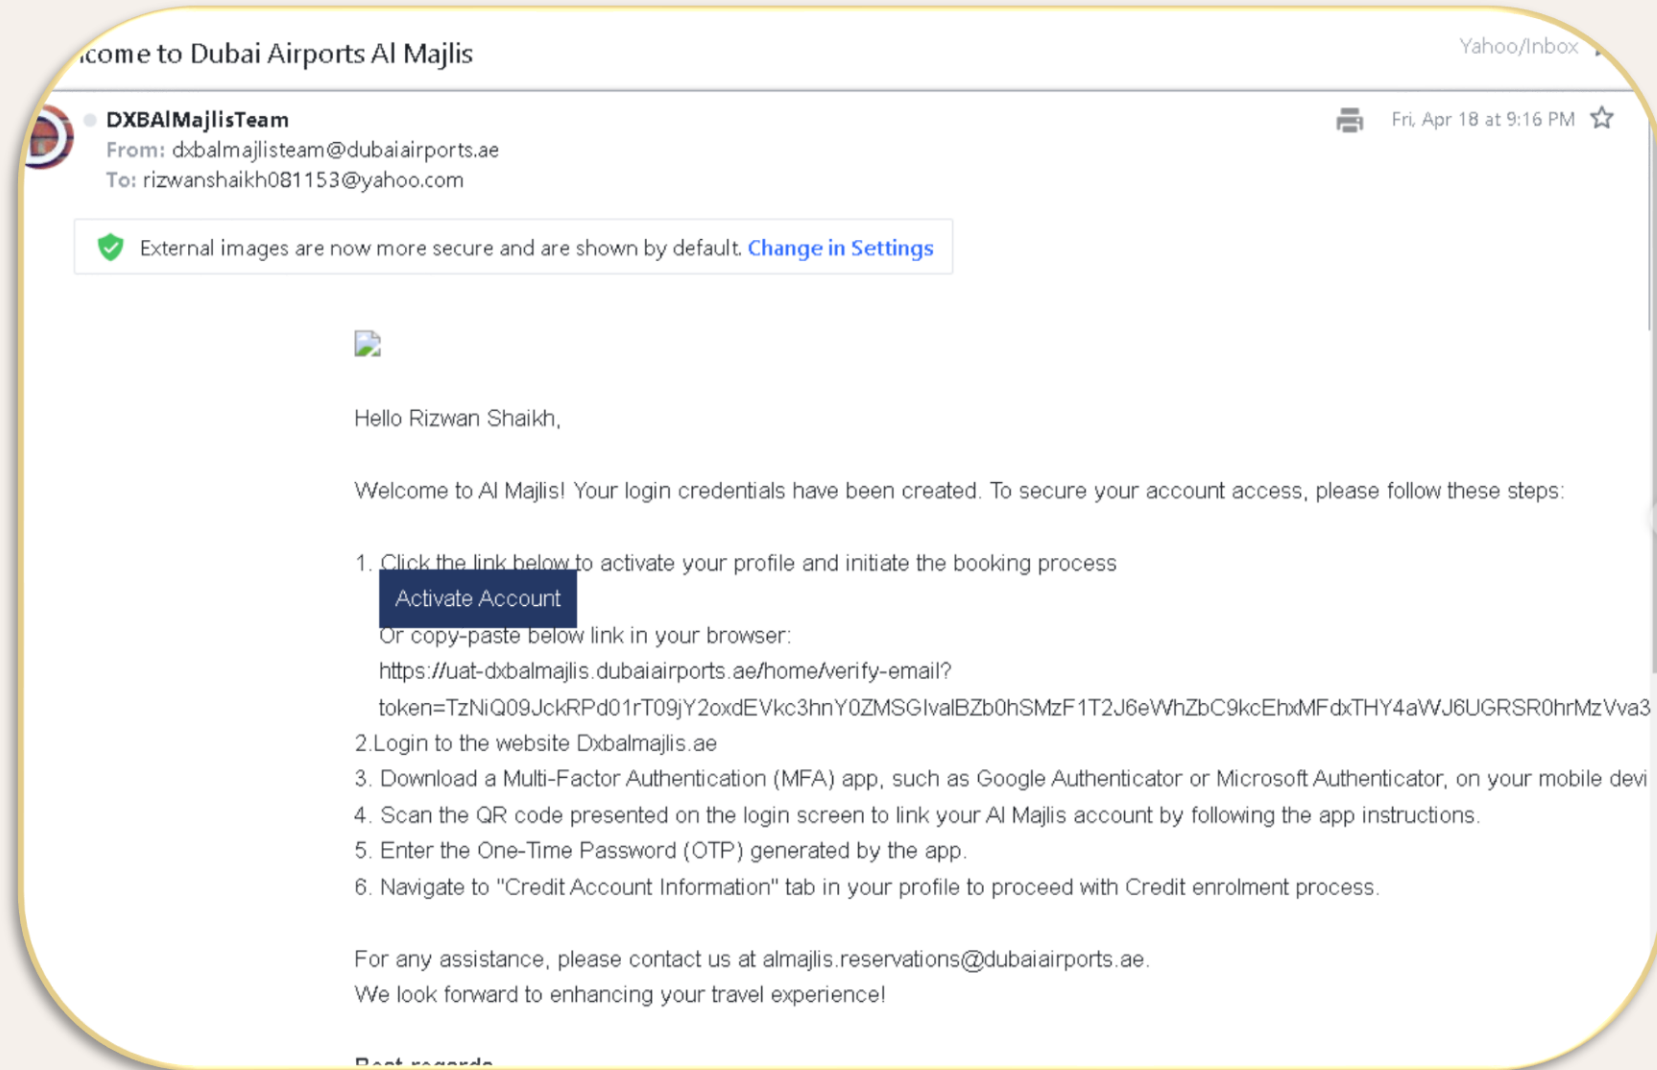 come to Dubai Airports Al Majlis
Yahoo/Inbox
DXBAlMajlisTeam
Fri, Apr 18 at 9:16 PM
From: dxbalmajlisteam@dubaiairports.ae
To: rizwanshaikh081153@yahoo.com
External images are now more secure and are shown by default. Change in Settings
Hello Rizwan Shaikh,
Welcome to Al Majlis! Your login credentials have been created. To secure your account access, please follow these steps:
1. Click the link below to activate your profile and initiate the booking process
Activate Account
Or copy-paste below link in your browser:
https://uat-dxbalmajlis.dubaiairports.ae/home/verify-email?
token=TzNiQ09JckRPd01rT09jY2oxdEVkc3hnY0ZMSGIvalBZb0hSMzF1T2J6eWhZbC9kcEhxMFdxTHY4aWJ6UGRSR0hrMzVva3
2.Login to the website Dxbalmajlis.ae
3. Download a Multi-Factor Authentication (MFA) app, such as Google Authenticator or Microsoft Authenticator, on your mobile devi
4. Scan the QR code presented on the login screen to link your Al Majlis account by following the app instructions.
5. Enter the One-Time Password (OTP) generated by the app.
6. Navigate to "Credit Account Information" tab in your profile to proceed with Credit enrolment process.
For any assistance, please contact us at almajlis.reservations@dubaiairports.ae.
We look forward to enhancing your travel experience!
Best regards